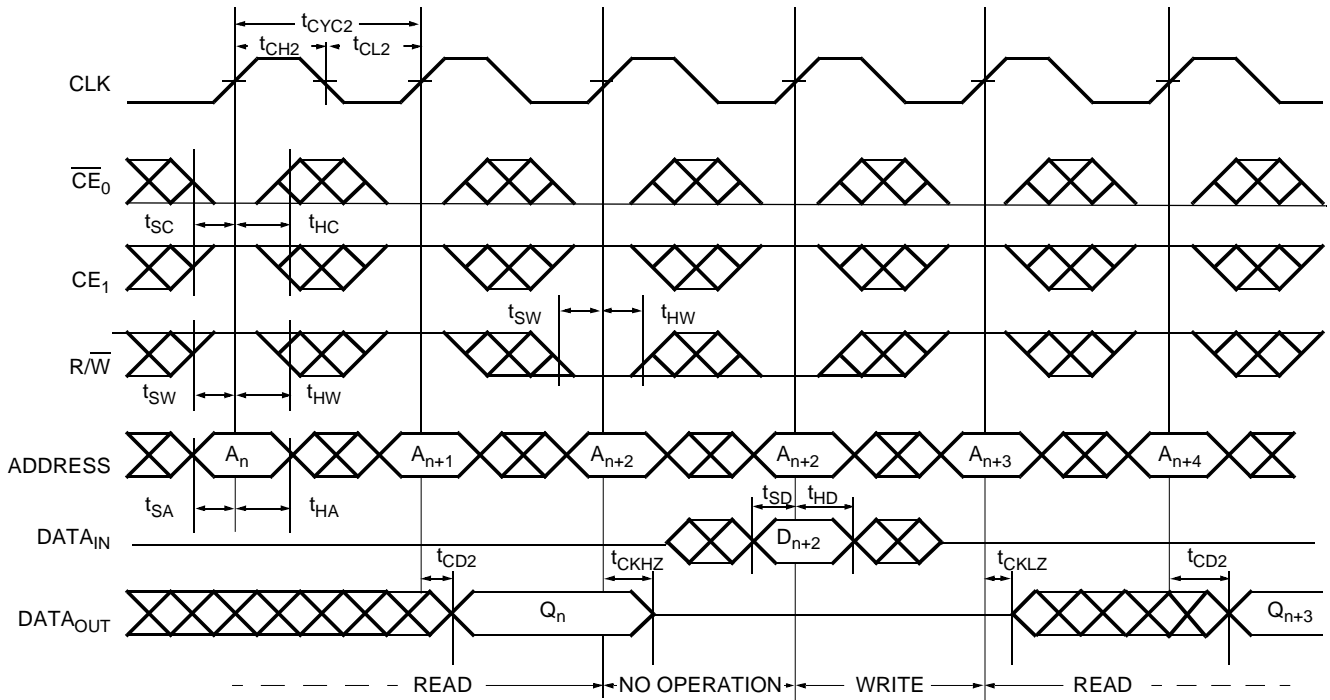 tCYC2
tCH2 tCL2
CLK
CE0
tSC tHC
CE1
tSW tHW
R/W
tSW tHW
ADDRESS An An+1 An+2 An+2 An+3 An+4
tSA tHA tSD tHD
DATAIN Dn+2
tCD2 tCKHZ tCKLZ tCD2
DATAOUT Qn Qn+3
READ NO OPERATION WRITE READ